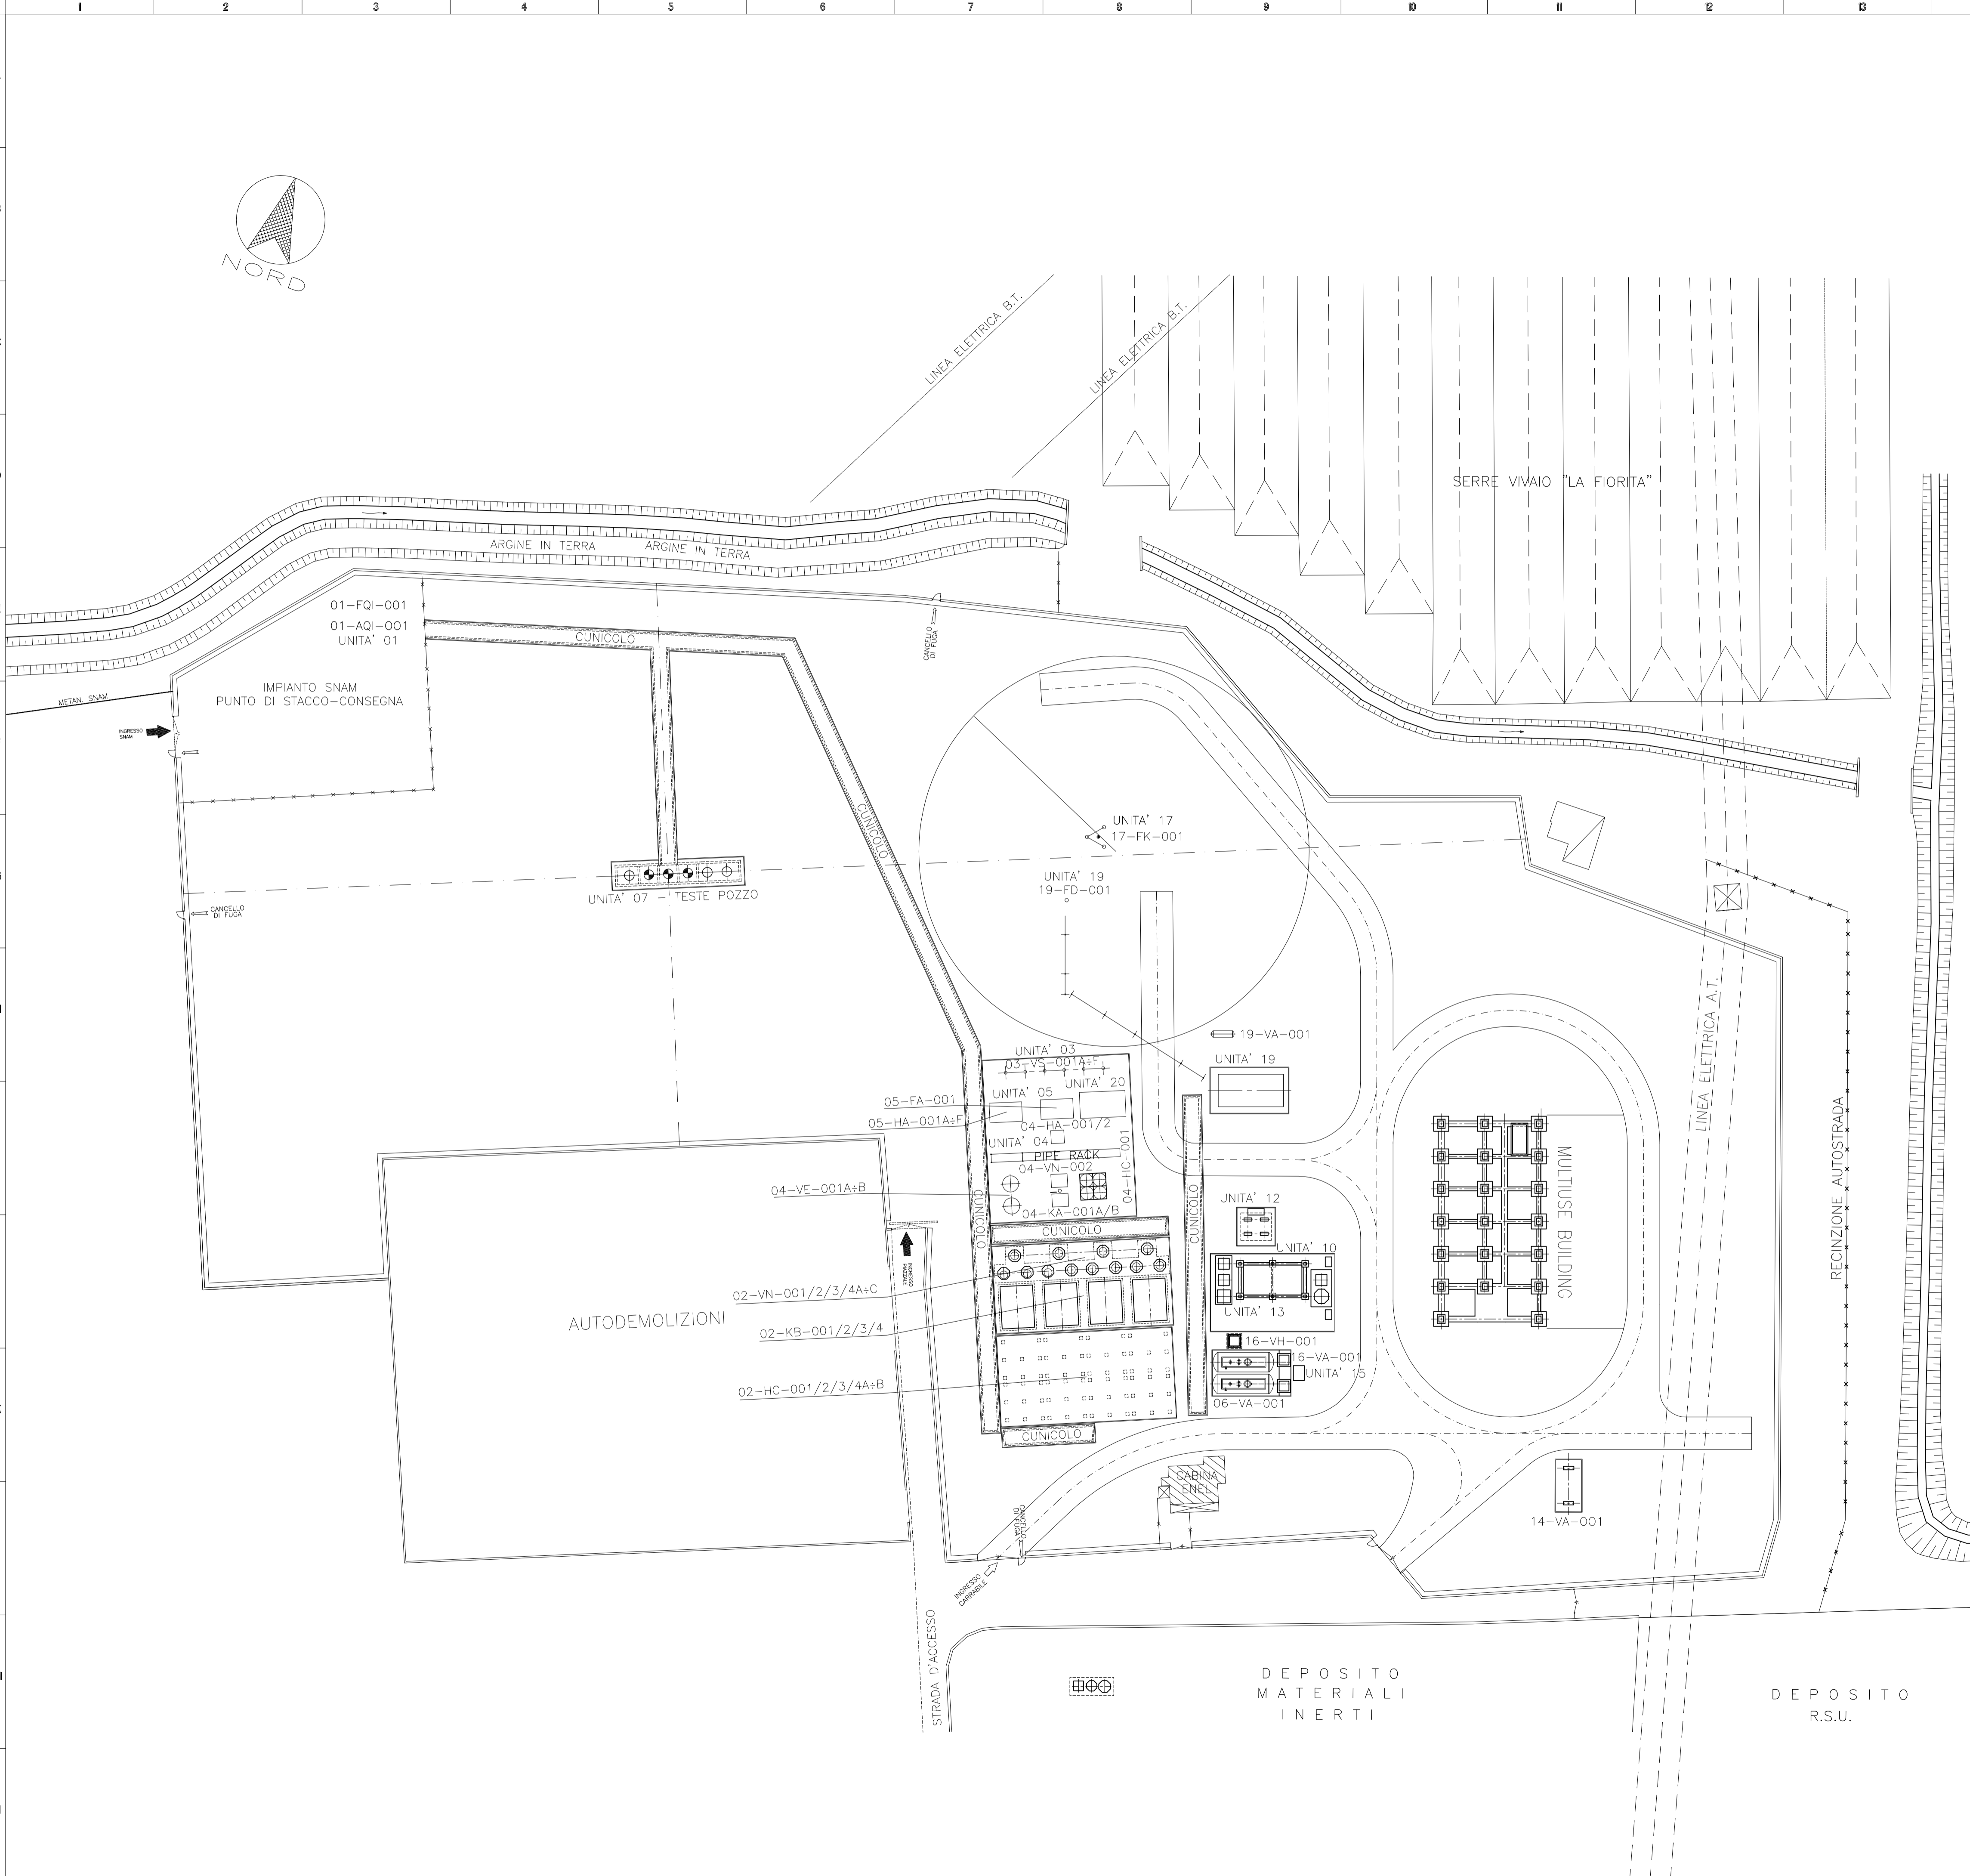 1 2 3 4 5 6 7 8 9 10 11 12 13
NORD
LINEA ELETTRICA B.T.
LINEA ELETTRICA B.T.
SERRE VIVAIO "LA FIORITA"
ARGINE IN TERRA
ARGINE IN TERRA
01-FQI-001
01-AQI-001
UNITA' 01
CUNICOLO
CANCELLO
DI FUGA
IMPIANTO SNAM
PUNTO DI STACCO-CONSEGNA
METAN. SNAM
INGRESSO
SNAM
CUNICOLO
UNITA' 17
17-FK-001
UNITA' 19
19-FD-001
UNITA' 07 - TESTE POZZO
CANCELLO
DI FUGA
LINEA ELETTRICA A.T.
19-VA-001
UNITA' 19
UNITA' 03
03-VS-001A÷F
UNITA' 20
UNITA' 05
05-FA-001
05-HA-001A÷F
04-HA-001/2
UNITA' 04
PIPE RACK
04-VN-002
04-HC-001
04-VE-001A÷B
04-KA-001A/B
CUNICOLO
CUNICOLO
CUNICOLO
MULTIUSE BUILDING
RECINZIONE AUTOSTRADA
UNITA' 12
UNITA' 10
UNITA' 13
INGRESSO
PIAZZALE
02-VN-001/2/3/4A÷C
AUTODEMOLIZIONI
02-KB-001/2/3/4
16-VH-001
16-VA-001
UNITA' 15
06-VA-001
02-HC-001/2/3/4A÷B
CUNICOLO
CABINA
ENEL
14-VA-001
CANCELLO
DI FUGA
INGRESSO
CARRABILE
STRADA D'ACCESSO
DEPOSITO
MATERIALI
INERTI
DEPOSITO
R.S.U.